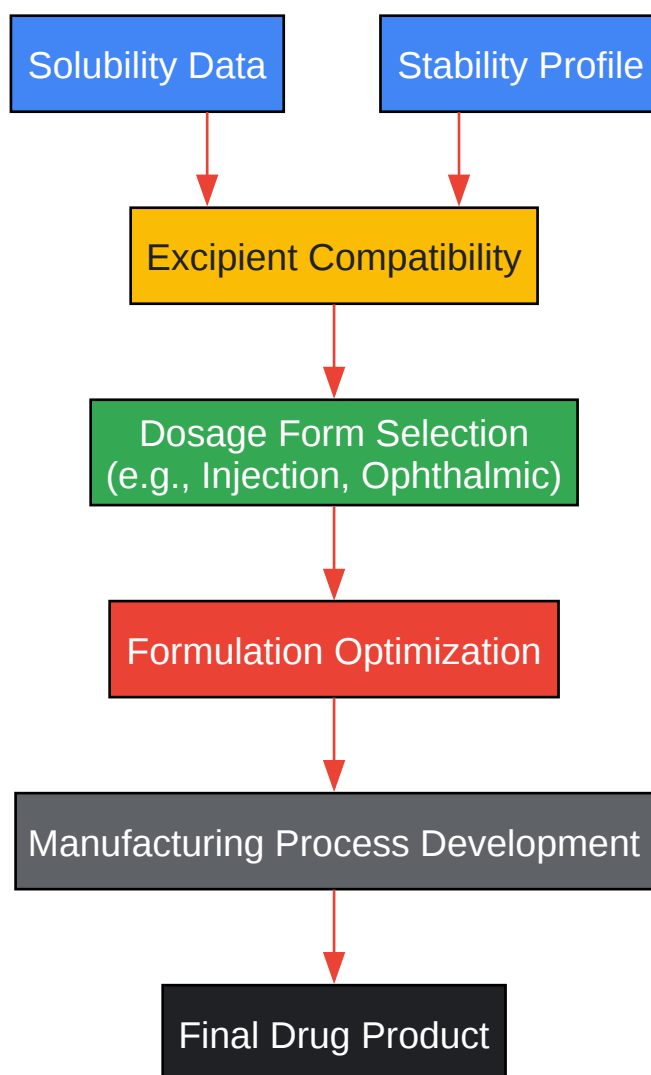 Solubility Data
Stability Profile
Excipient Compatibility
Dosage Form Selection
(e.g., Injection, Ophthalmic)
Formulation Optimization
Manufacturing Process Development
Final Drug Product